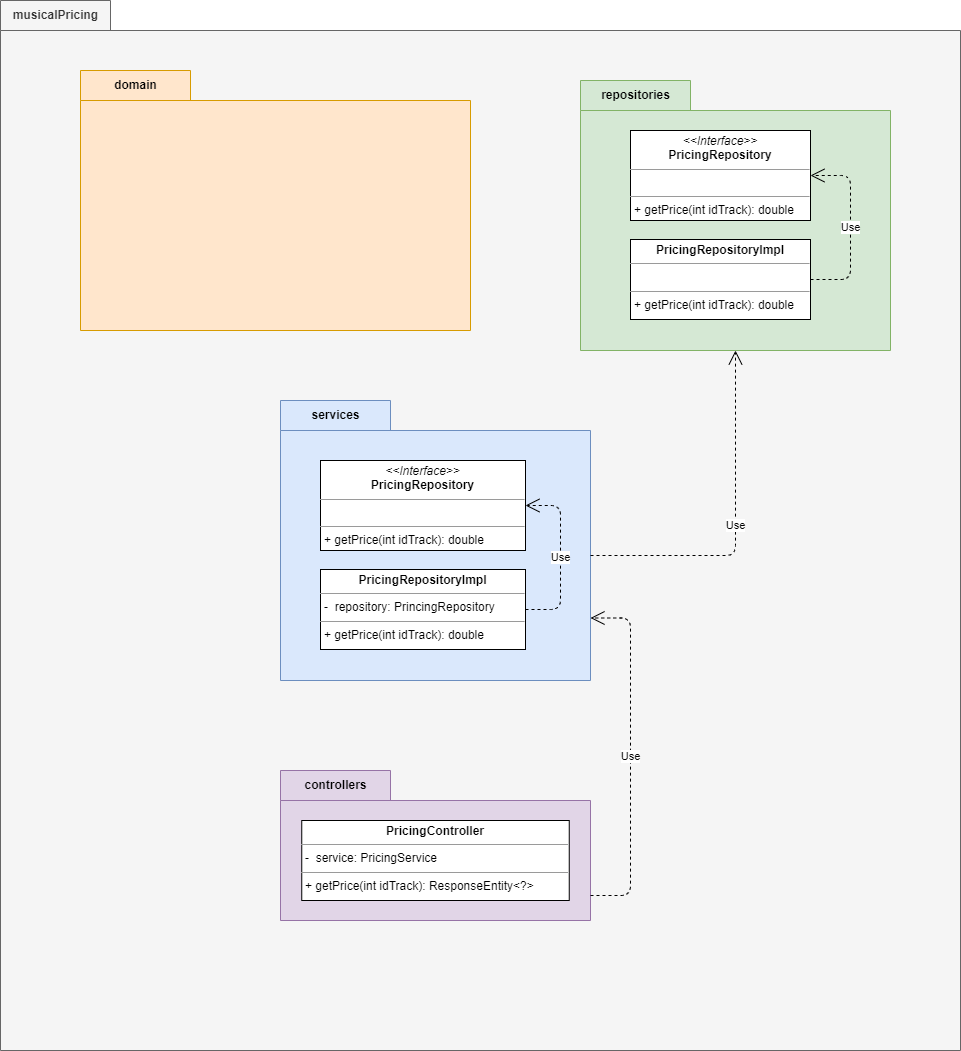 musicalPricing
domain
repositories
<<Interface>>
PricingRepository
+ getPrice(int idTrack): double
Use
PricingRepositoryImpl
+ getPrice(int idTrack): double
services
<<Interface>>
PricingRepository
+ getPrice(int idTrack): double
Use
Use
PricingRepositoryImpl
- repository: PrincingRepository
+ getPrice(int idTrack): double
Use
controllers
PricingController
- service: PricingService
+ getPrice(int idTrack): ResponseEntity<?>